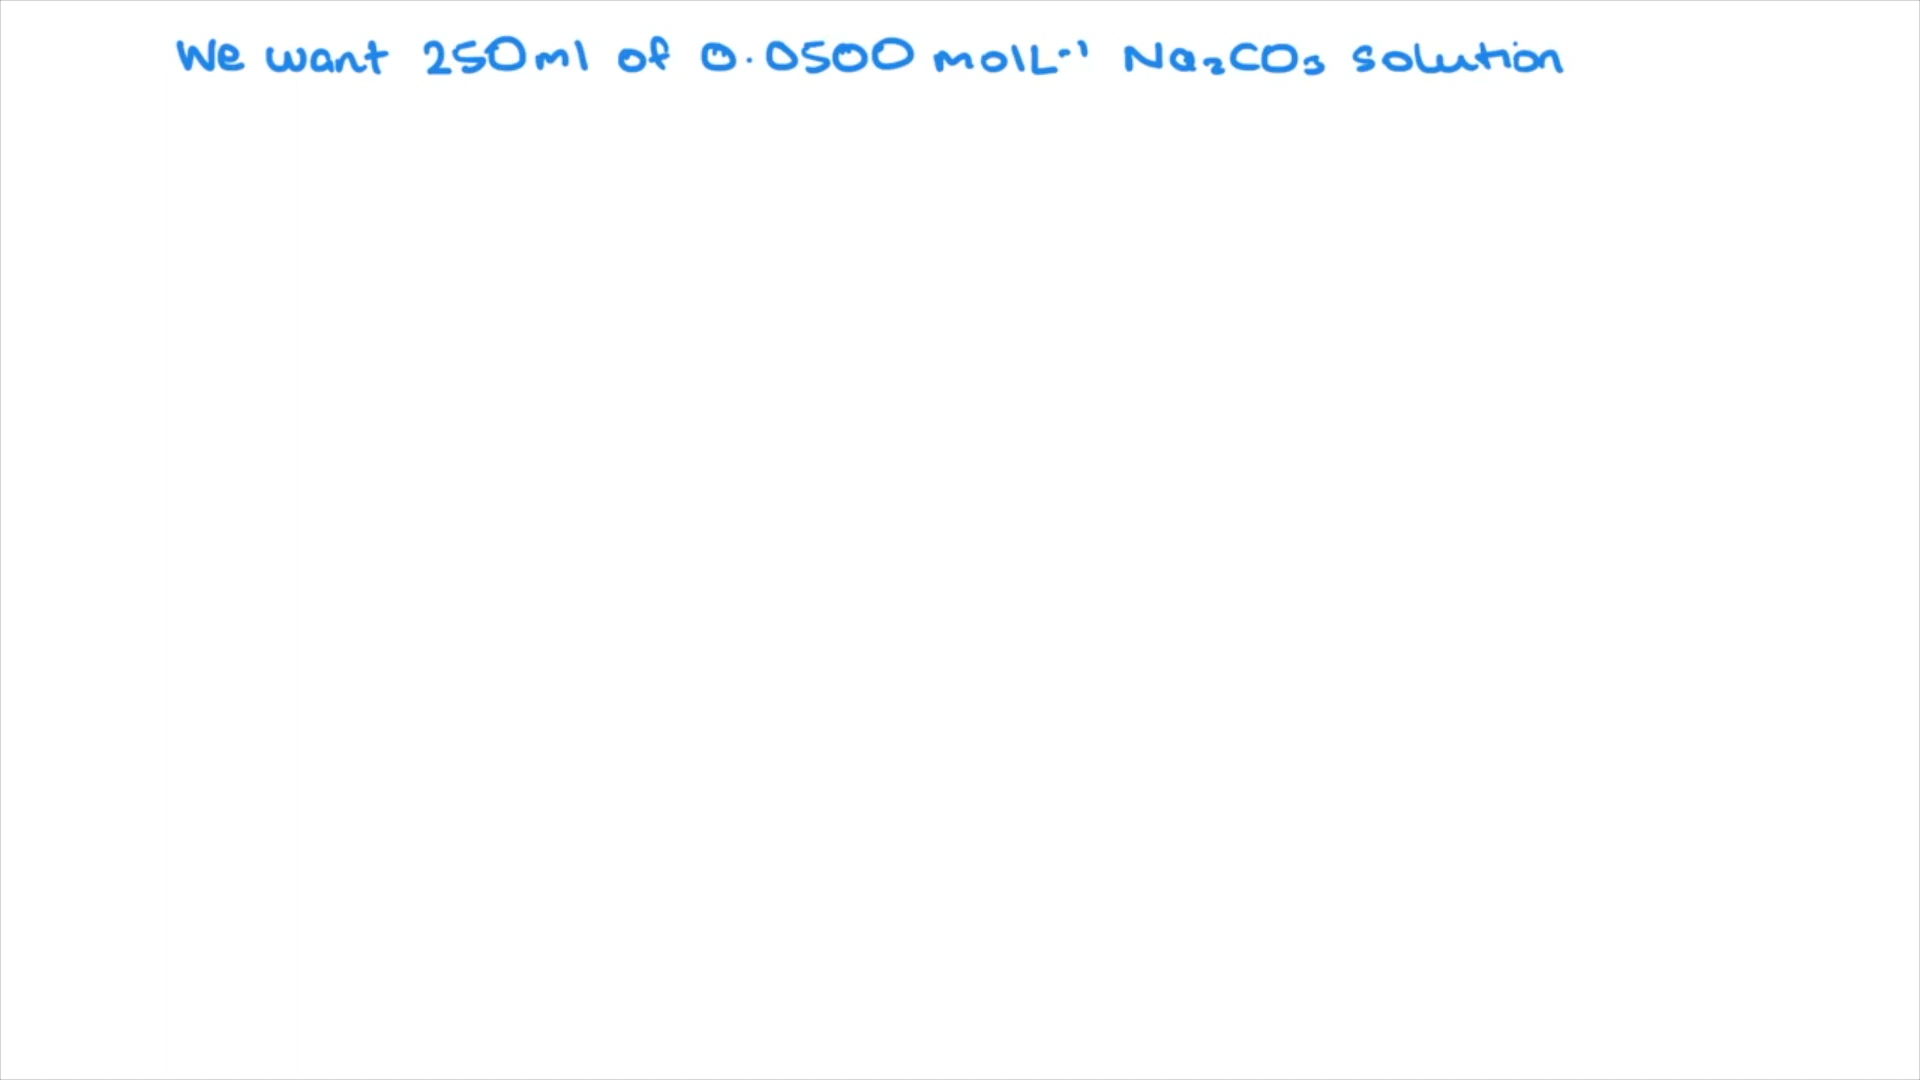 We want 250ml of 0.0500 molL⁻¹ Na₂CO₃ solution